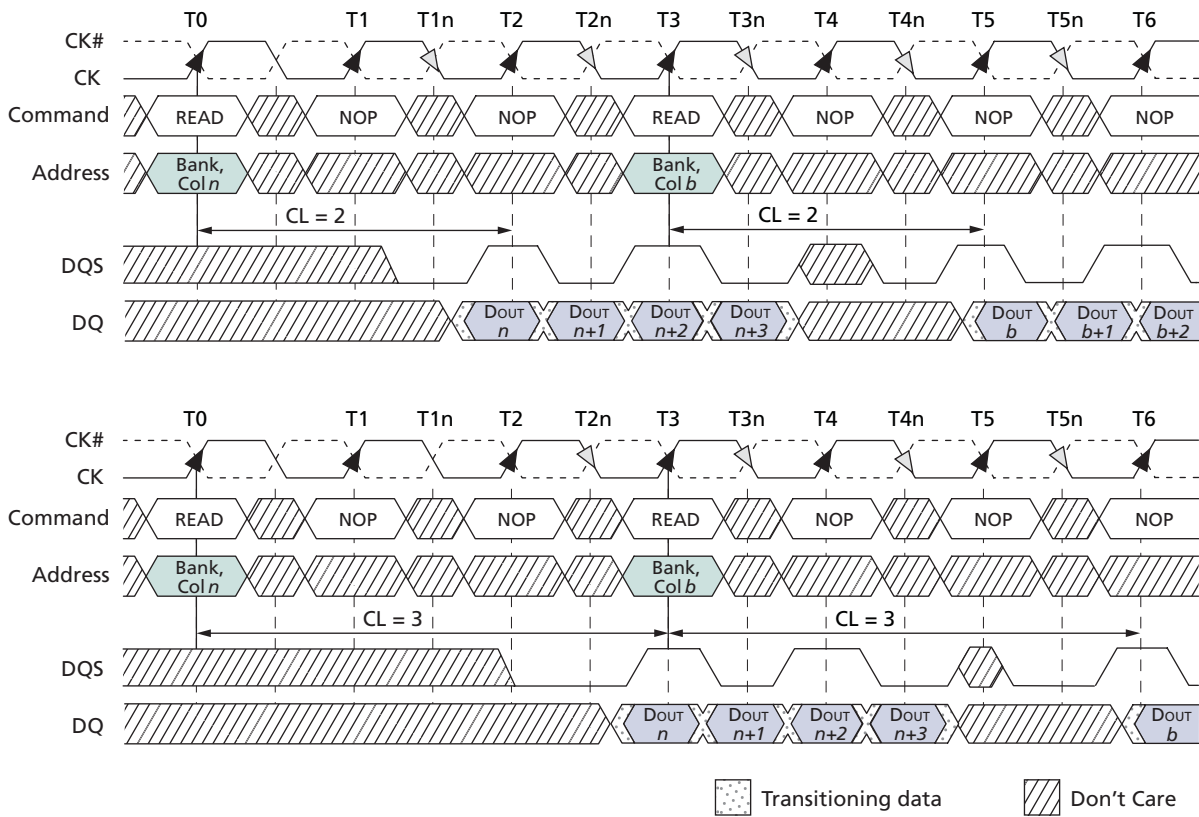 T0 T1 T1n T2 T2n T3 T3n T4 T4n T5 T5n T6
CK#
CK
Command READ NOP NOP READ NOP NOP NOP
Address Bank, Col n Bank, Col b
CL = 2 CL = 2
DQS
DQ DOUT n DOUT n+1 DOUT n+2 DOUT n+3 DOUT b DOUT b+1 DOUT b+2
T0 T1 T1n T2 T2n T3 T3n T4 T4n T5 T5n T6
CK#
CK
Command READ NOP NOP READ NOP NOP NOP
Address Bank, Col n Bank, Col b
CL = 3 CL = 3
DQS
DQ DOUT n DOUT n+1 DOUT n+2 DOUT n+3 DOUT b
Transitioning data Don't Care